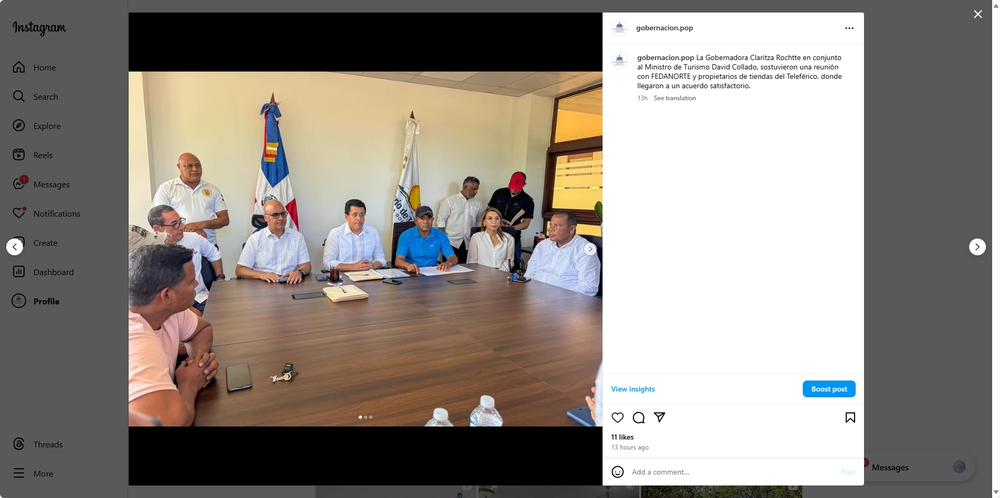 Instagram
Home
Search
Explore
Reels
1
Messages
Notifications
Create
Dashboard
Profile
Threads
More
gobernacion.pop
gobernacion.pop La Gobernadora Claritza Rochtte en conjunto
al Ministro de Turismo David Collado, sostuvieron una reunión
con FEDANORTE y propietarios de tiendas del Teleférico, donde
llegaron a un acuerdo satisfactorio.
13h See translation
View insights
Boost post
11 likes
13 hours ago
Add a comment...
Post
Messages